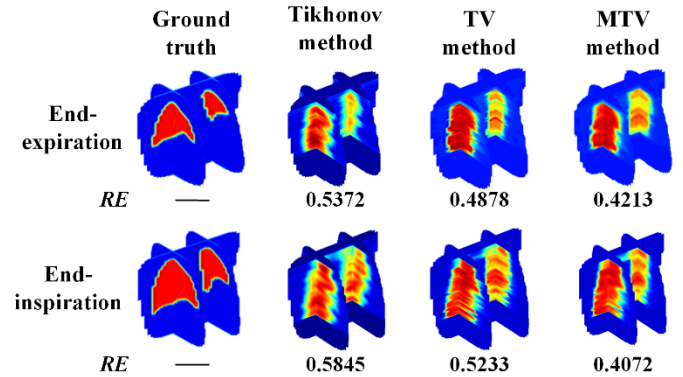 Ground truth
Tikhonov method
TV method
MTV method
End-expiration
RE — 0.5372 0.4878 0.4213
End-inspiration
RE — 0.5845 0.5233 0.4072